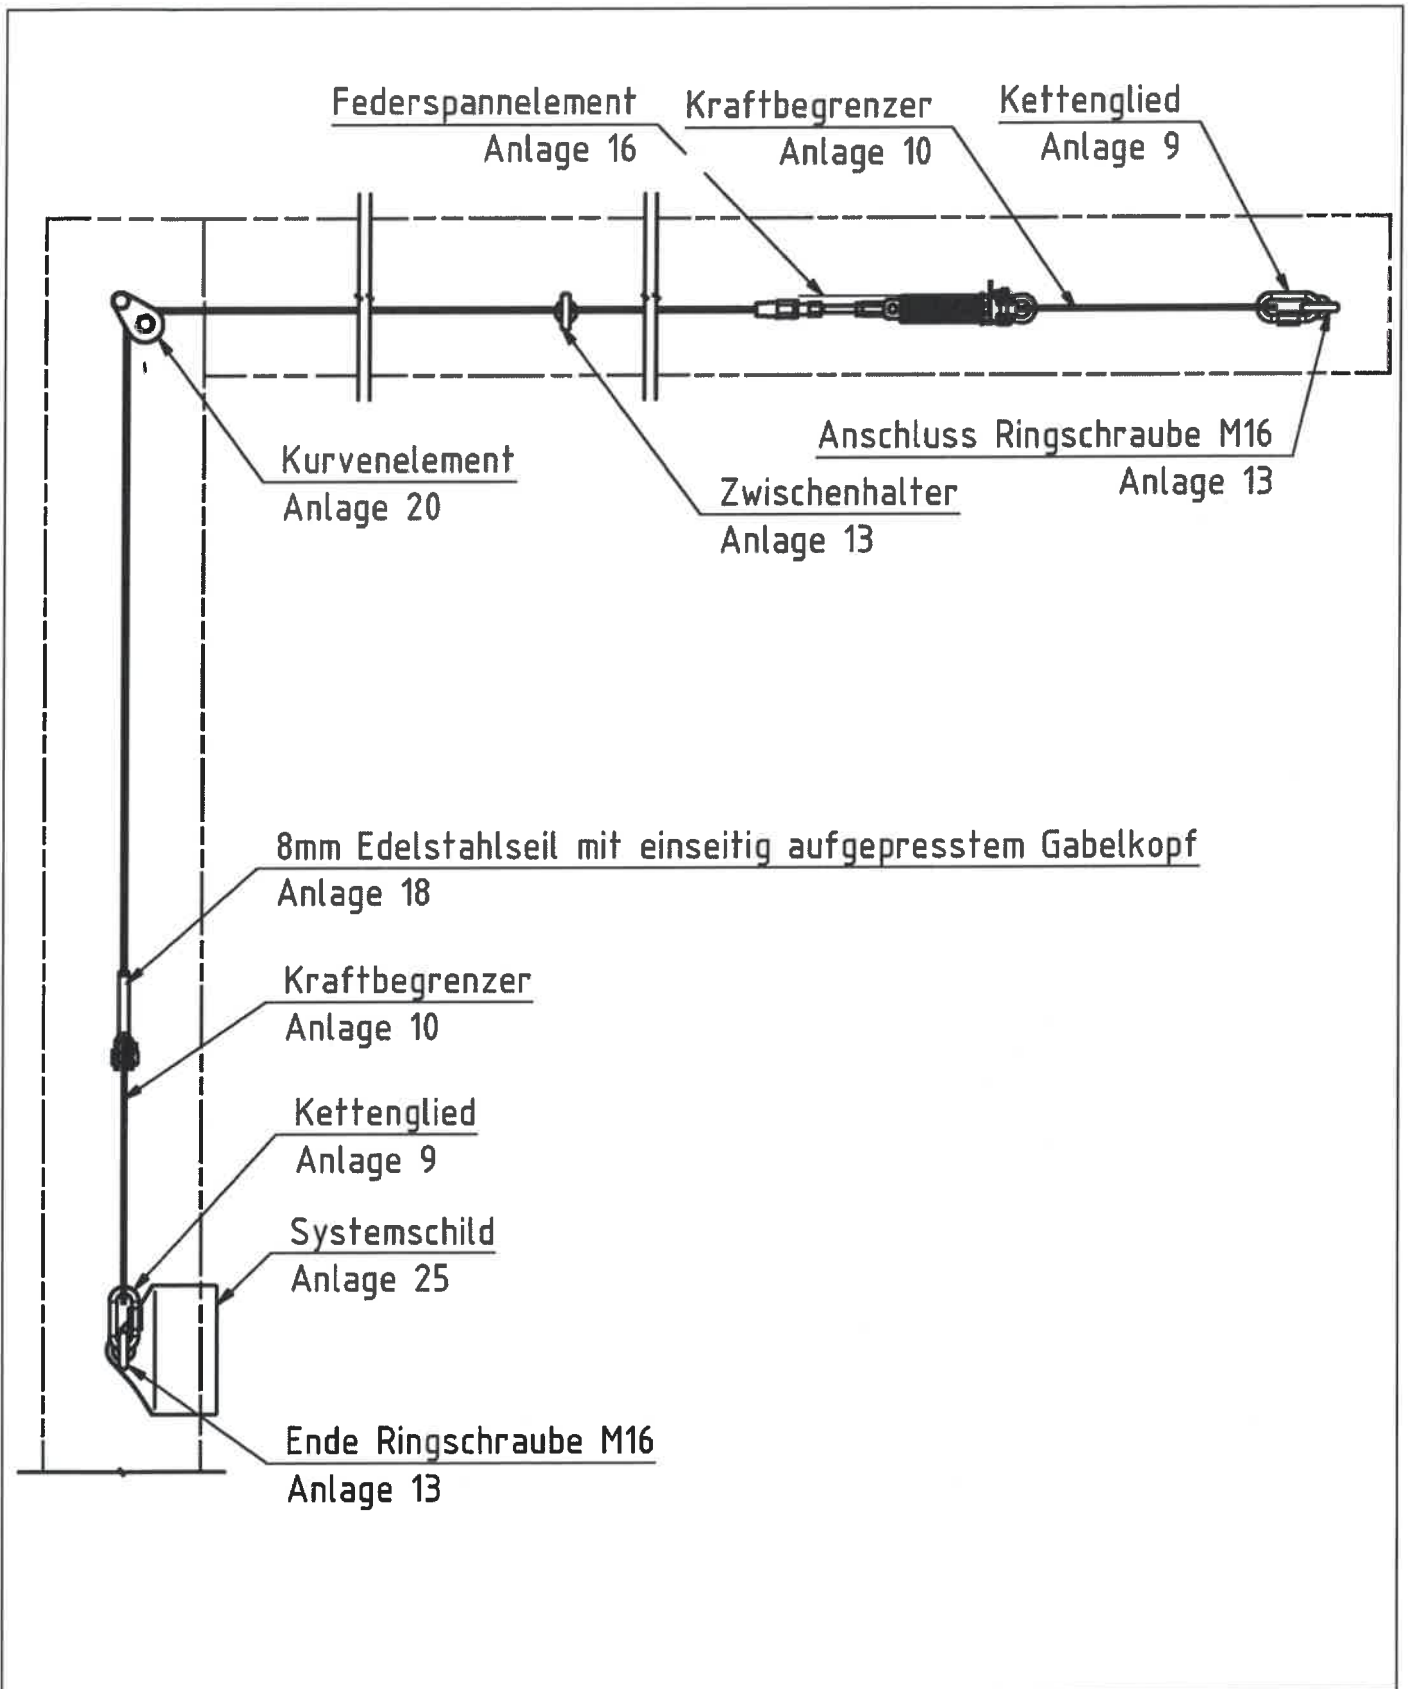 Federspannelement
Anlage 16
Kraftbegrenzer
Anlage 10
Kettenglied
Anlage 9
Kurvenelement
Anlage 20
Zwischenhalter
Anlage 13
Anschluss Ringschraube M16
Anlage 13
8mm Edelstahlseil mit einseitig aufgepresstem Gabelkopf
Anlage 18
Kraftbegrenzer
Anlage 10
Kettenglied
Anlage 9
Systemschild
Anlage 25
Ende Ringschraube M16
Anlage 13